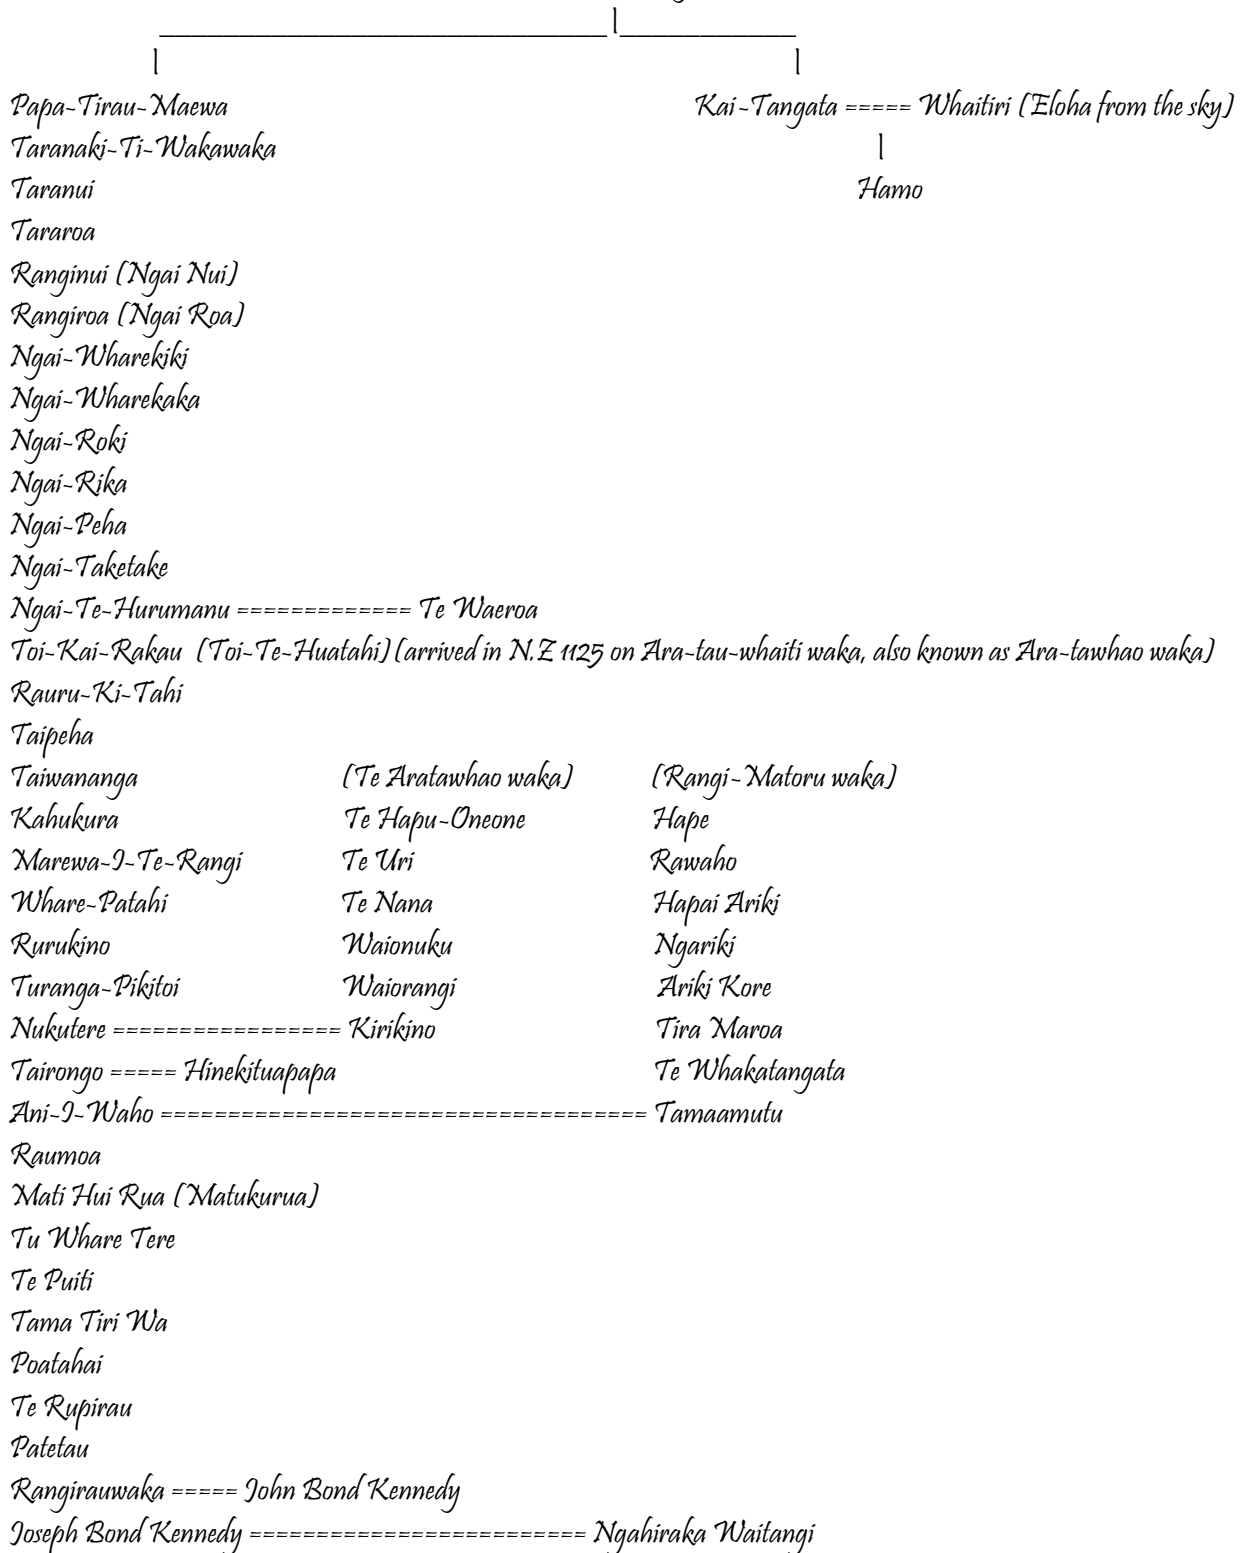 Papa-Tirau-Maewa Kai-Tangata ===== Whaitiri (Eloha from the sky)
Taranaki-Ti-Wakawaka
Taranui Hamo
Tararoa
Ranginui (Ngai Nui)
Rangiroa (Ngai Roa)
Ngai-Wharekiki
Ngai-Wharekaka
Ngai-Roki
Ngai-Rika
Ngai-Peha
Ngai-Taketake
Ngai-Te-Hurumanu ============= Te Waeroa
Toi-Kai-Rakau (Toi-Te-Huatahi) (arrived in N.Z 1125 on Ara-tau-whaiti waka, also known as Ara-tawhao waka)
Rauru-Ki-Tahi
Taipeha
Taiwananga (Te Aratawhao waka) (Rangi-Matoru waka)
Kahukura Te Hapu-Oneone Hape
Marewa-I-Te-Rangi Te Uri Rawaho
Whare-Patahi Te Nana Hapai Ariki
Rurukino Waionuku Ngariki
Turanga-Pikitoi Waiorangi Ariki Kore
Nukutere ================= Kirikino Tira Maroa
Tairongo ===== Hinekituapapa Te Whakatangata
Ani-I-Waho ==================================== Tamaamutu
Raumoa
Mati Hui Rua (Matukurua)
Tu Whare Tere
Te Puiti
Tama Tiri Wa
Poatahai
Te Rupirau
Patetau
Rangirauwaka ===== John Bond Kennedy
Joseph Bond Kennedy ========================= Ngahiraka Waitangi